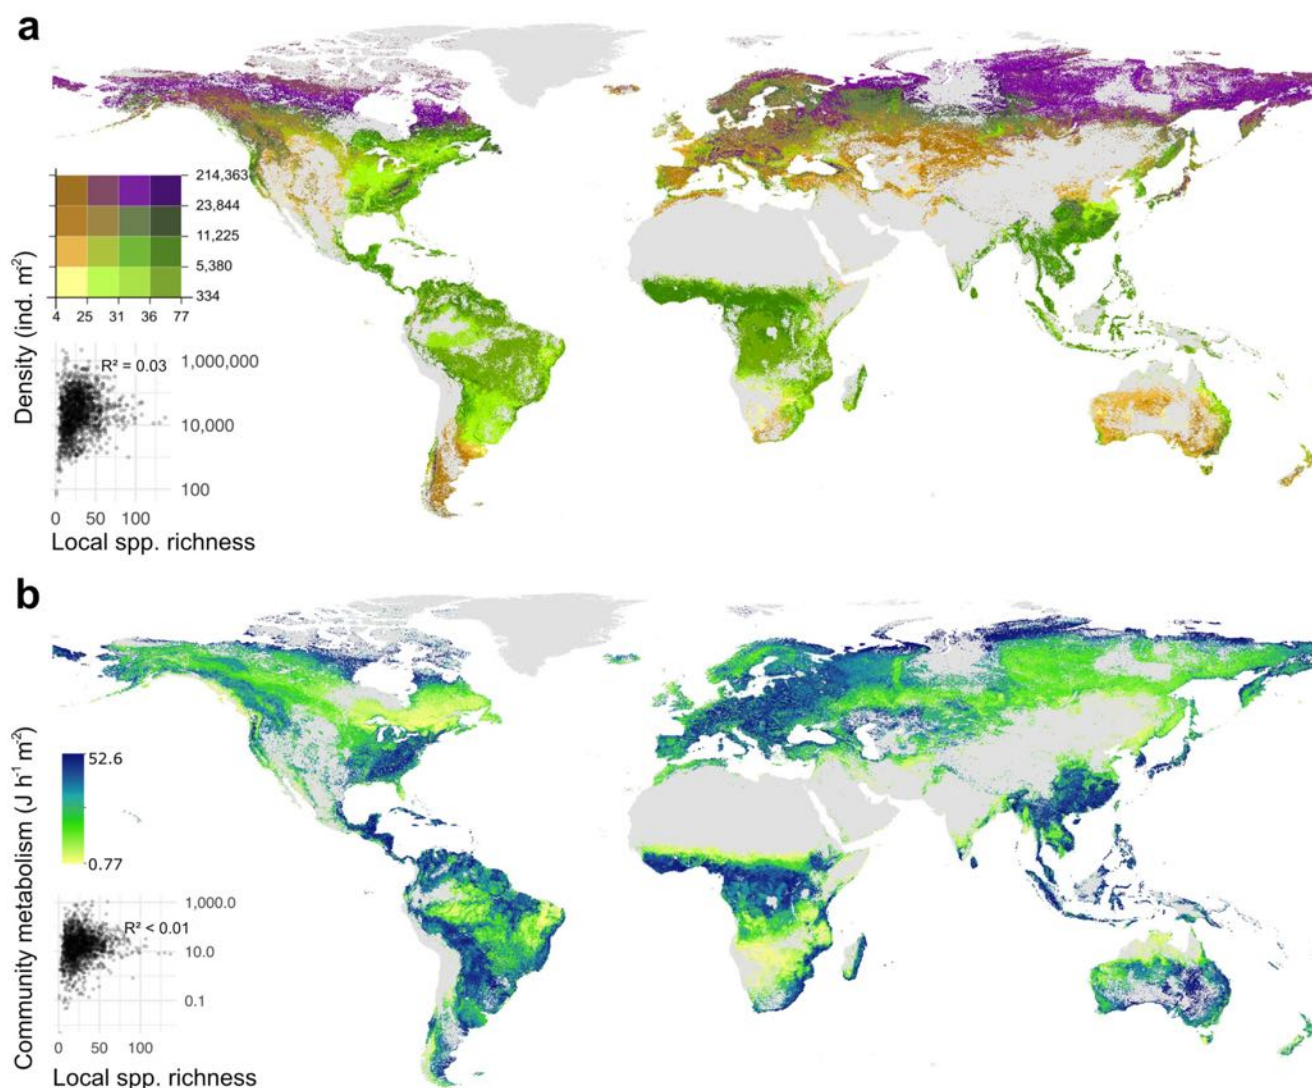 a
Density (ind. m²)
214,363
23,844
11,225
5,380
334
4 25 31 36 77
R² = 0.03
1,000,000
10,000
100
0 50 100
Local spp. richness
b
Community metabolism (J h⁻¹ m⁻²)
52.6
0.77
R² < 0.01
1,000.0
10.0
0.1
0 50 100
Local spp. richness